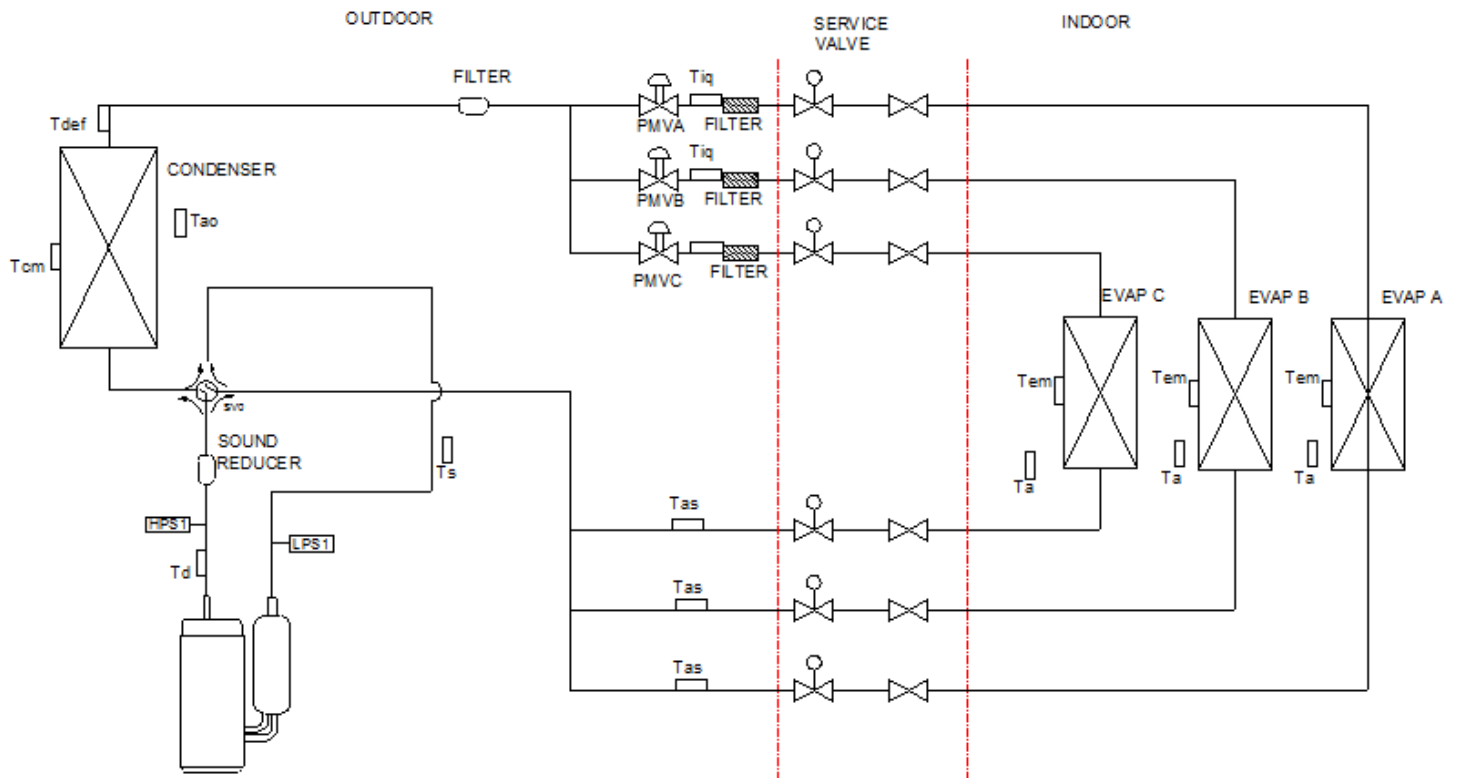 OUTDOOR
SERVICE
VALVE
INDOOR
FILTER
Tiq
Tdef
PMVA
FILTER
Tiq
CONDENSER
PMVB
FILTER
Tao
Tcm
PMVC
FILTER
EVAP C
EVAP B
EVAP A
Tem
Tem
Tem
svc
SOUND
REDUCER
Ts
Ta
Ta
Ta
Tas
HPS1
LPS1
Td
Tas
Tas